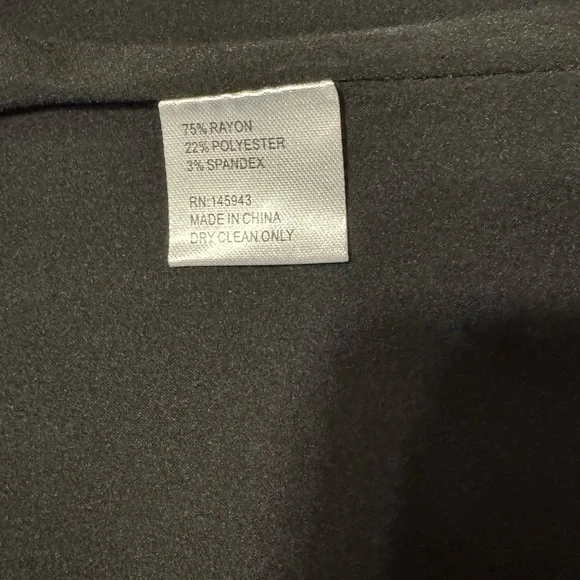 75% RAYON
22% POLYESTER
3% SPANDEX
RN:145943
MADE IN CHINA
DRY CLEAN ONLY